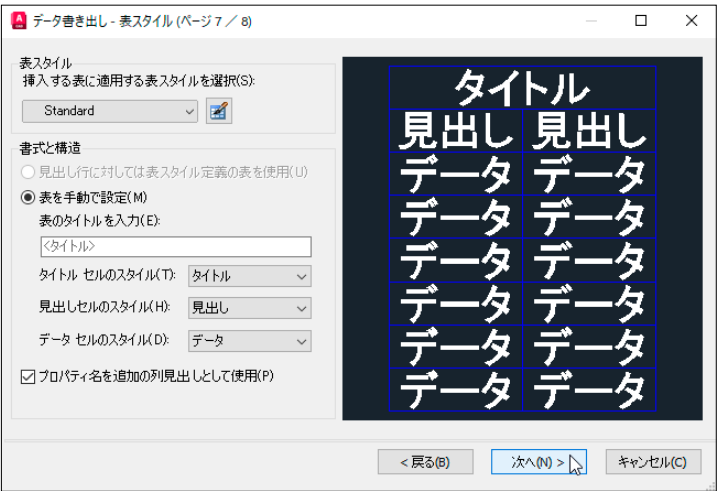 データ書き出し - 表スタイル (ページ 7 / 8)
表スタイル
挿入する表に適用する表スタイルを選択(S):
Standard
書式と構造
見出し行に対しては表スタイル定義の表を使用(U)
表を手動で設定(M)
表のタイトルを入力(E):
<タイトル>
タイトル セルのスタイル(T): タイトル
見出しセルのスタイル(H): 見出し
データ セルのスタイル(D): データ
プロパティ名を追加の列見出しとして使用(P)
タイトル
見出し 見出し
データ データ
データ データ
データ データ
データ データ
データ データ
データ データ
< 戻る(B) 次へ(N) > キャンセル(C)